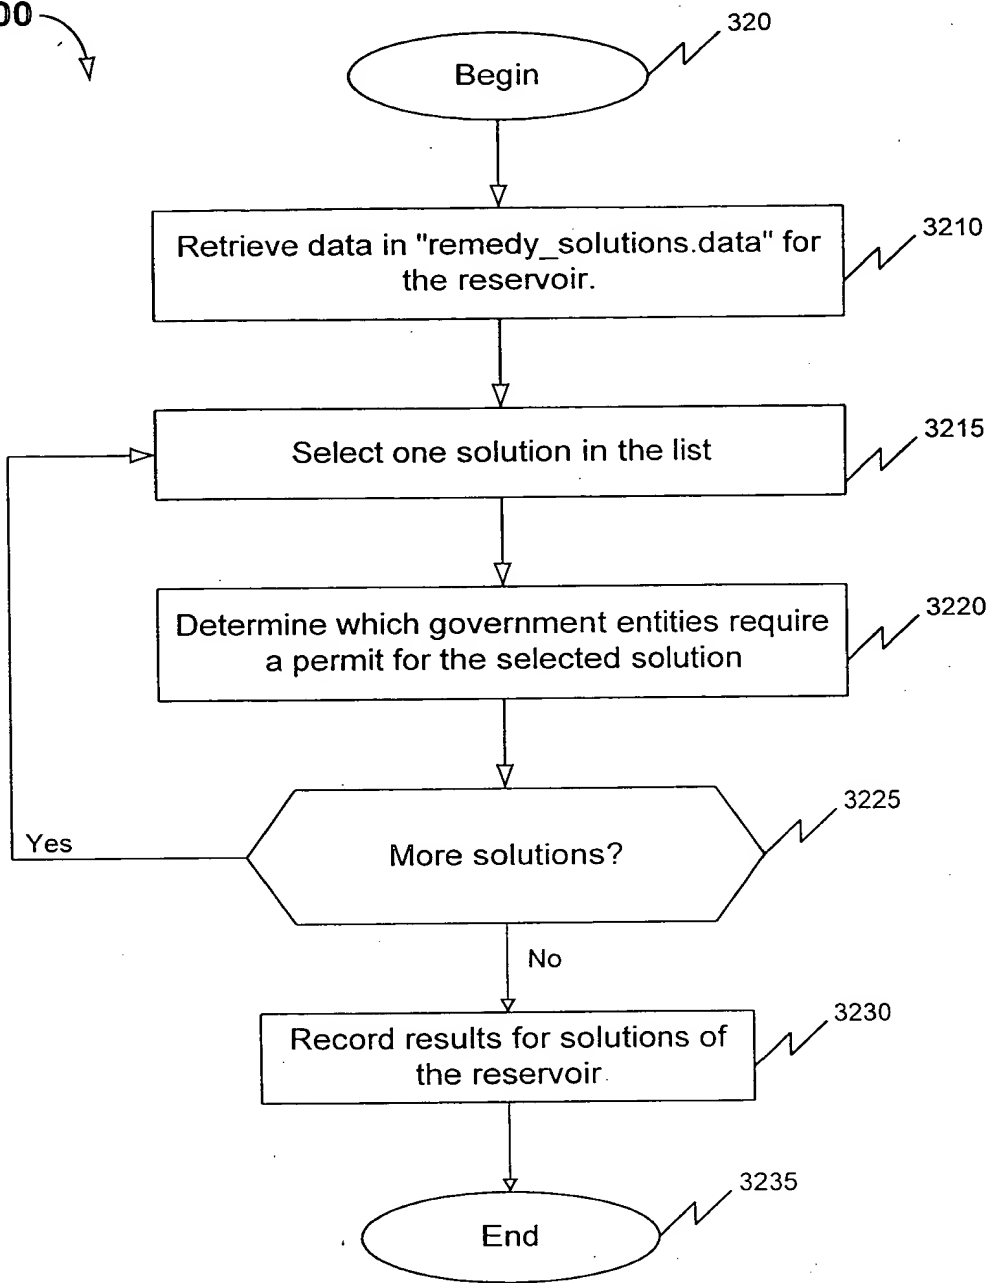 00
Begin
320
Retrieve data in "remedy_solutions.data" for
the reservoir.
3210
Select one solution in the list
3215
Determine which government entities require
a permit for the selected solution
3220
More solutions?
3225
Yes
No
Record results for solutions of
the reservoir
3230
End
3235